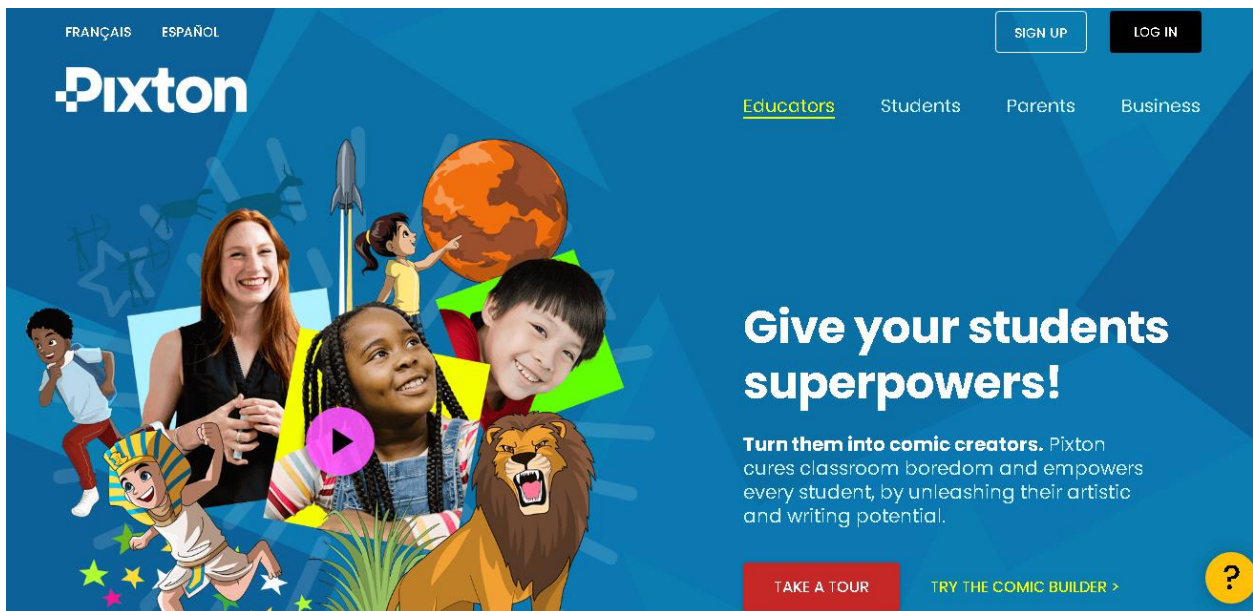 FRANÇAIS ESPAÑOL SIGN UP LOG IN
Pixton
Educators Students Parents Business
Give your students
superpowers!
Turn them into comic creators. Pixton
cures classroom boredom and empowers
every student, by unleashing their artistic
and writing potential.
TAKE A TOUR TRY THE COMIC BUILDER >
?